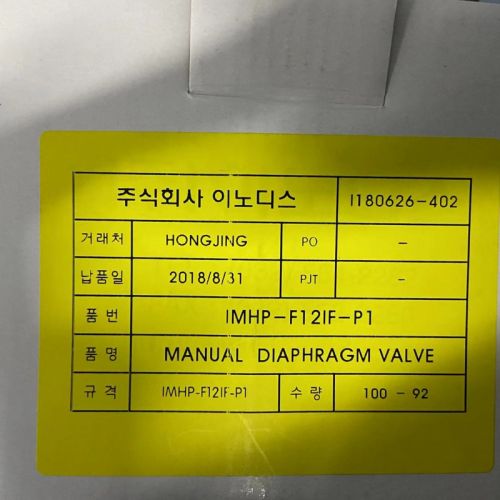 주식회사 이노디스 I180626-402
거래처 HONGJING PO -
납품일 2018/8/31 PJT -
품 번 IMHP-F12IF-P1
품 명 MANUAL DIAPHRAGM VALVE
규 격 IMHP-F12IF-P1 수 량 100 - 92